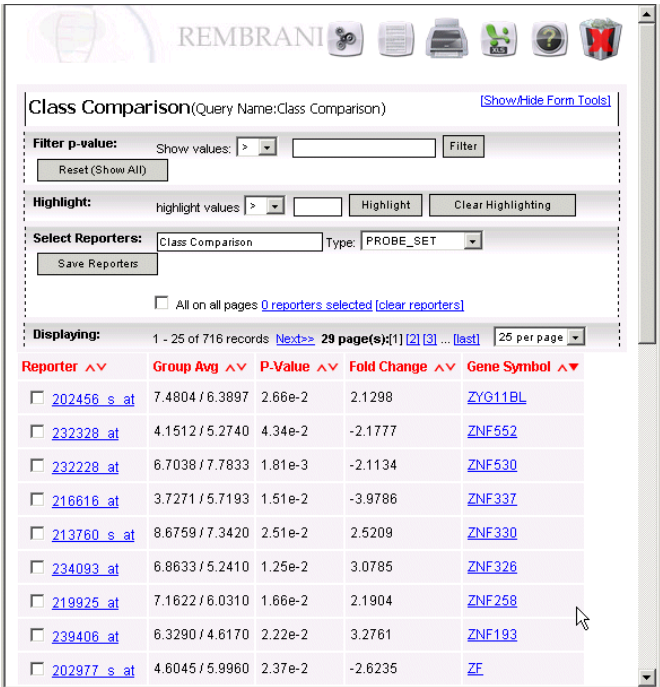 REMBRAN
XLS
Class Comparison(Query Name:Class Comparison)
[Show/Hide Form Tools]
Filter p-value:
Show values: > Filter
Reset (Show All)
Highlight:
highlight values > Highlight Clear Highlighting
Select Reporters:
Class Comparison Type: PROBE_SET
Save Reporters
All on all pages 0 reporters selected [clear reporters]
Displaying:
1 - 25 of 716 records Next>> 29 page(s):[1] [2] [3] ... [last] 25 per page
Reporter Group Avg P-Value Fold Change Gene Symbol
202456_s_at 7.4804 / 6.3897 2.66e-2 2.1298 ZYG11BL
232328_at 4.1512 / 5.2740 4.34e-2 -2.1777 ZNF552
232228_at 6.7038 / 7.7833 1.81e-3 -2.1134 ZNF530
216616_at 3.7271 / 5.7193 1.51e-2 -3.9786 ZNF337
213760_s_at 8.6759 / 7.3420 2.51e-2 2.5209 ZNF330
234093_at 6.8633 / 5.2410 1.25e-2 3.0785 ZNF326
219925_at 7.1622 / 6.0310 1.66e-2 2.1904 ZNF258
239406_at 6.3290 / 4.6170 2.22e-2 3.2761 ZNF193
202977_s_at 4.6045 / 5.9960 2.37e-2 -2.6235 ZF